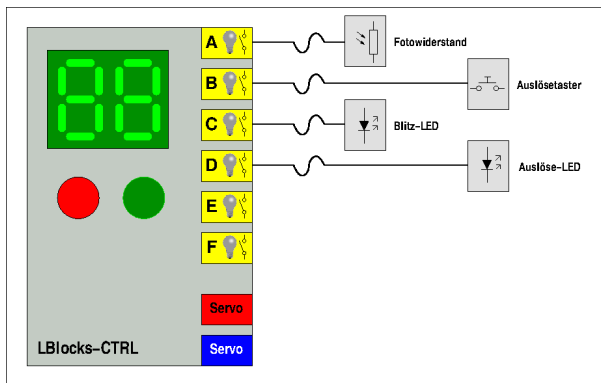 A
Fotowiderstand
B
Auslösetaster
C
Blitz-LED
D
Auslöse-LED
E
F
Servo
LBlocks-CTRL
Servo